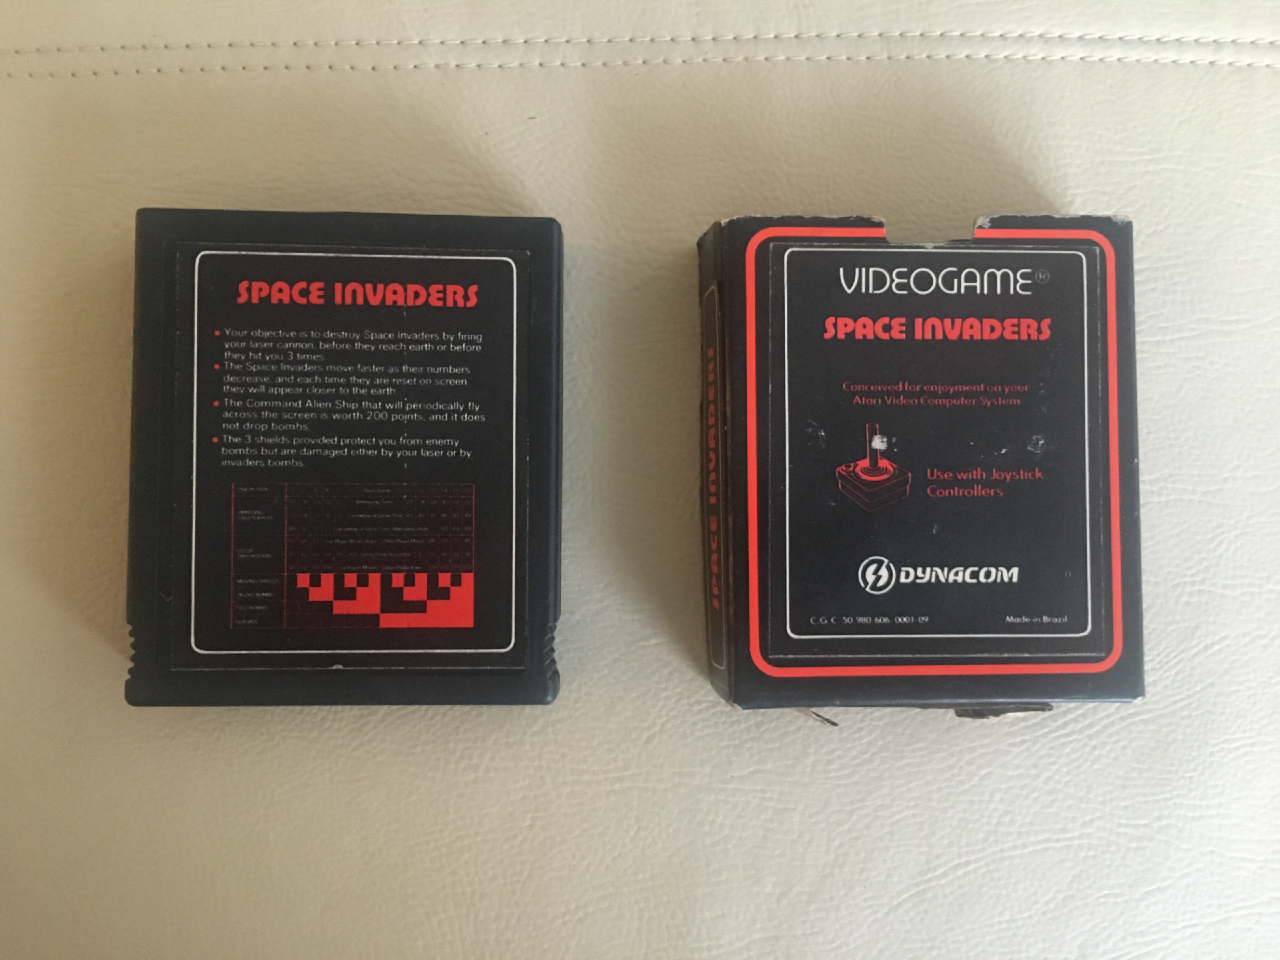 SPACE INVADERS
• Your objective is to destroy Space Invaders by firing
your laser cannon, before they reach earth or before
they hit you 3 times.
• The Space Invaders move faster as their numbers
decrease, and each time they are reset on screen
they will appear closer to the earth.
• The Command Alien Ship that will periodically fly
across the screen is worth 200 points, and it does
not drop bombs.
• The 3 shields provided protect you from enemy
bombs but are damaged either by your laser or by
invaders bombs.
SPACE INVADERS
VIDEOGAME®
SPACE INVADERS
Conceived for enjoyment on your
Atari Video Computer System
Use with Joystick
Controllers
DYNACOM
C.G.C. 50.980.606.0001-09
Made in Brazil